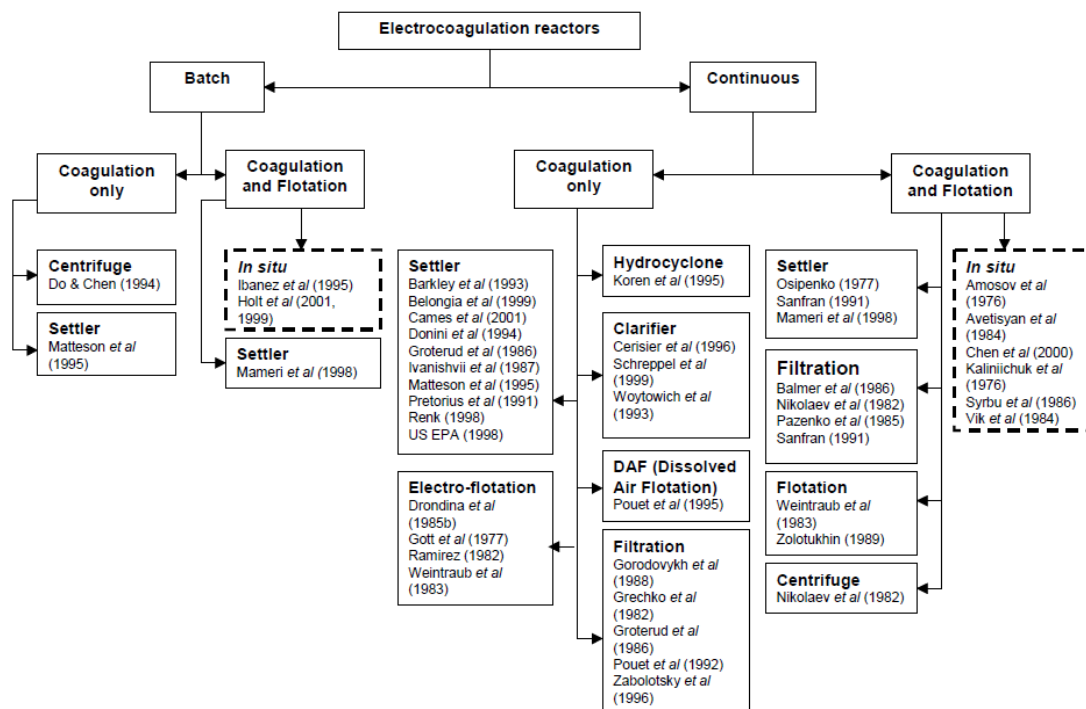 Electrocoagulation reactors
Batch
Continuous
Coagulation
only
Coagulation
and Flotation
Coagulation
only
Coagulation
and Flotation
Centrifuge
Do & Chen (1994)
Settler
Matteson et al
(1995)
In situ
Ibanez et al (1995)
Holt et al (2001,
1999)
Settler
Mameri et al (1998)
Settler
Barkley et al (1993)
Belongia et al (1999)
Cames et al (2001)
Donini et al (1994)
Groterud et al (1986)
Ivanishvii et al (1987)
Matteson et al (1995)
Pretorius et al (1991)
Renk (1998)
US EPA (1998)
Electro-flotation
Drondina et al
(1985b)
Gott et al (1977)
Ramirez (1982)
Weintraub et al
(1983)
Hydrocyclone
Koren et al (1995)
Clarifier
Cerisier et al (1996)
Schreppel et al
(1999)
Woytowich et al
(1993)
DAF (Dissolved
Air Flotation)
Pouet et al (1995)
Filtration
Gorodovykh et al
(1988)
Grechko et al
(1982)
Groterud et al
(1986)
Pouet et al (1992)
Zabolotsky et al
(1996)
Settler
Osipenko (1977)
Sanfran (1991)
Mameri et al (1998)
Filtration
Balmer et al (1986)
Nikolaev et al (1982)
Pazenko et al (1985)
Sanfran (1991)
Flotation
Weintraub et al
(1983)
Zolotukhin (1989)
Centrifuge
Nikolaev et al (1982)
In situ
Amosov et al
(1976)
Avetisyan et al
(1984)
Chen et al (2000)
Kaliniichuk et al
(1976)
Syrbu et al (1986)
Vik et al (1984)